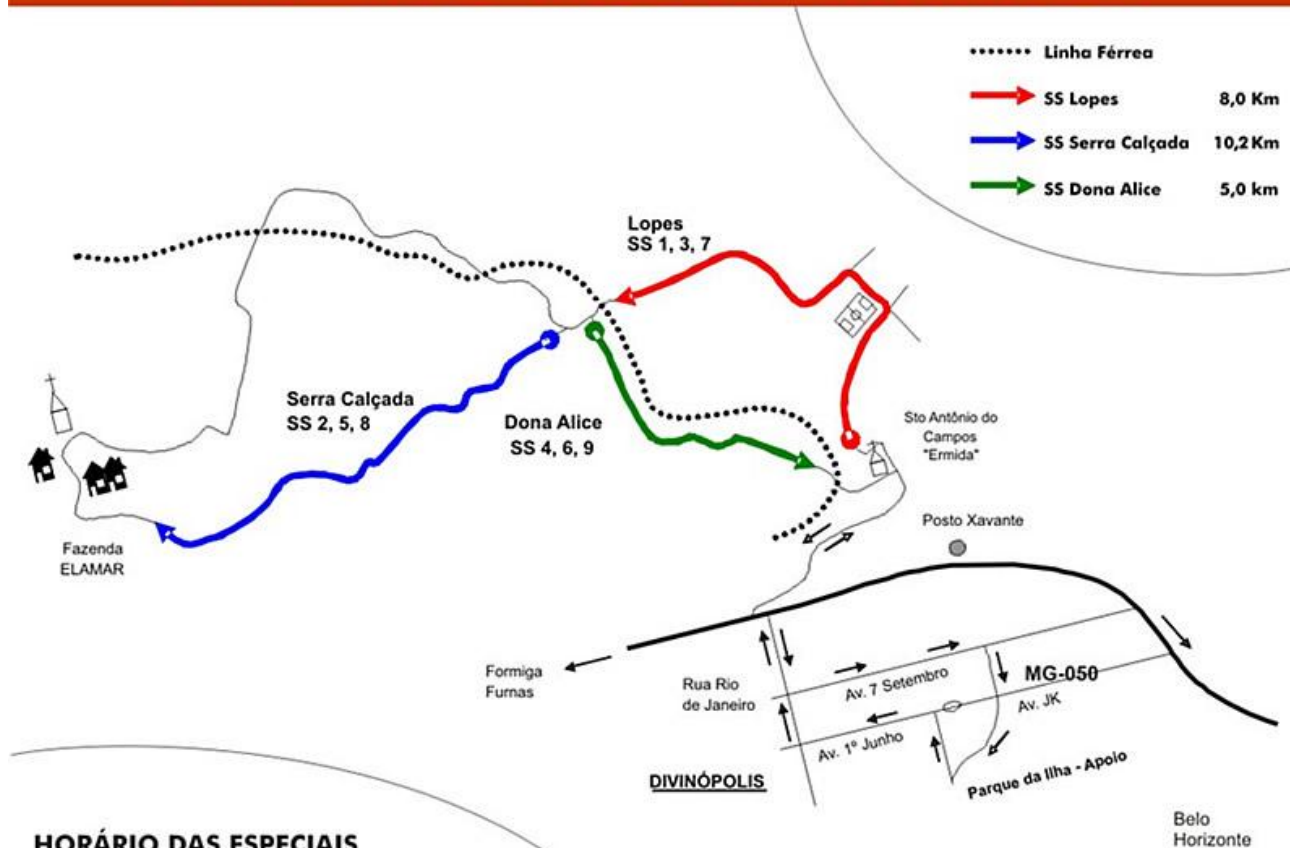 Linha Férrea
SS Lopes 8,0 Km
SS Serra Calçada 10,2 Km
SS Dona Alice 5,0 km
Lopes
SS 1, 3, 7
Serra Calçada
SS 2, 5, 8
Dona Alice
SS 4, 6, 9
Sto Antônio do
Campos
"Ermida"
Posto Xavante
Fazenda
ELAMAR
Formiga
Furnas
Rua Rio
de Janeiro
Av. 7 Setembro
MG-050
Av. JK
Av. 1º Junho
DIVINÓPOLIS
Parque da Ilha - Apoio
Belo
Horizonte
HORÁRIO DAS ESPECIAIS